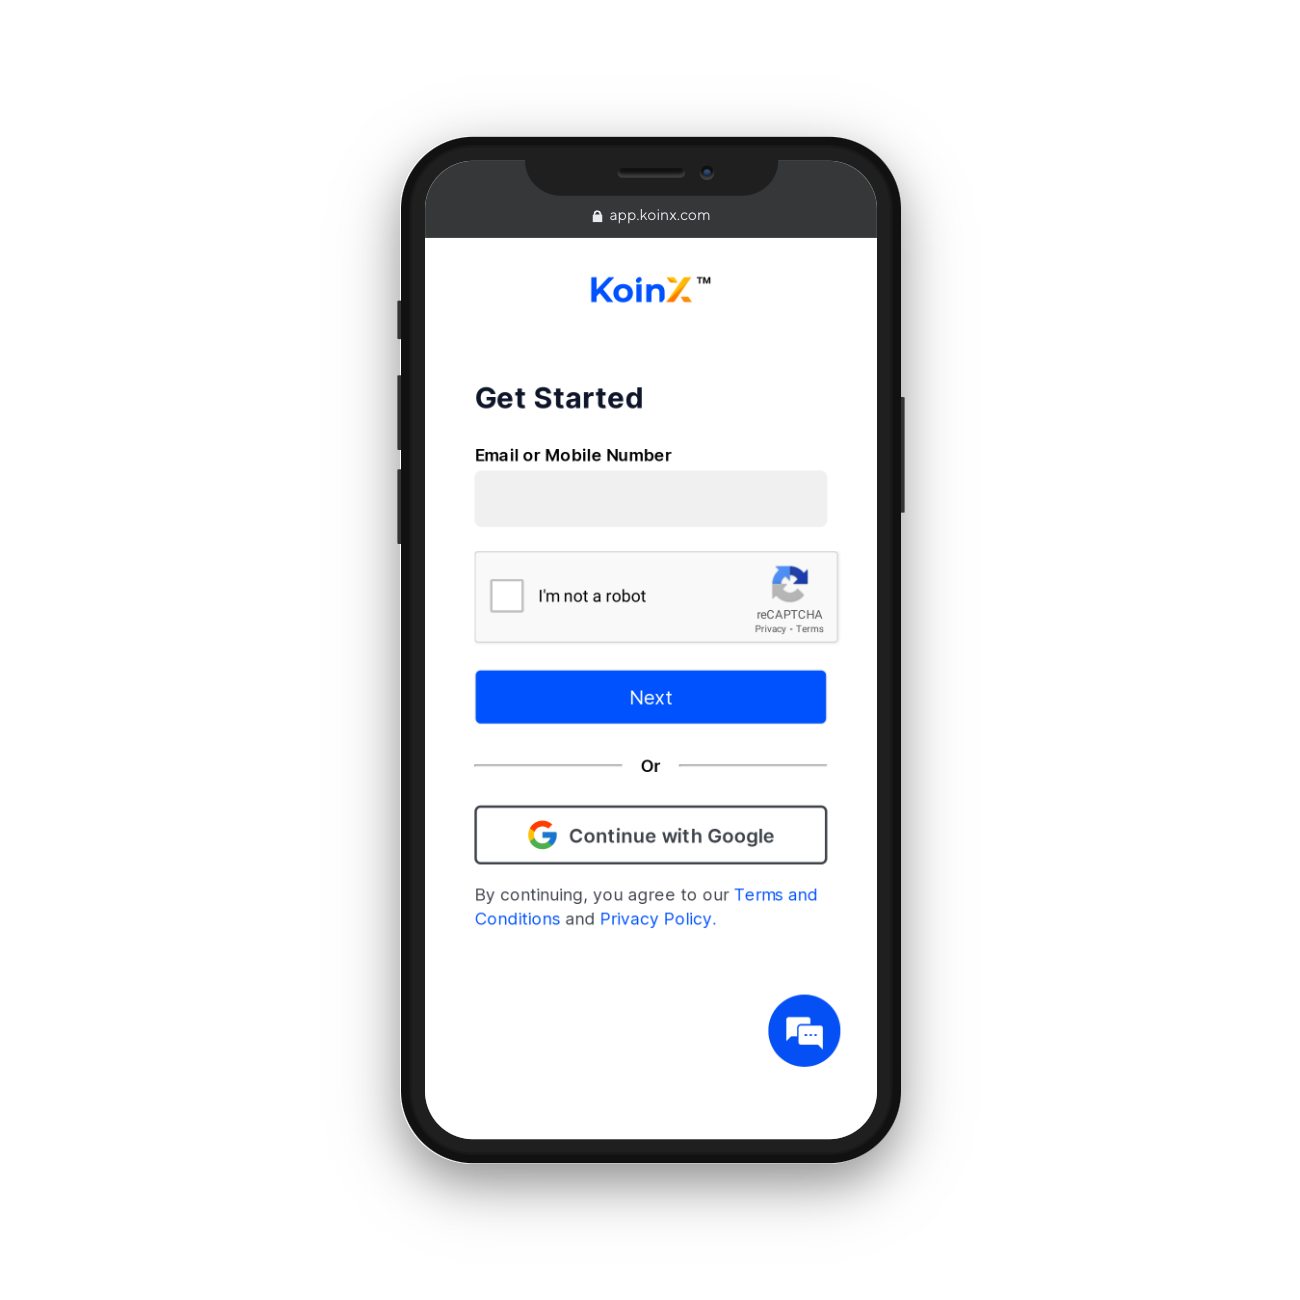 app.koinx.com
KoinX™
Get Started
Email or Mobile Number
I'm not a robot
reCAPTCHA
Privacy - Terms
Next
Or
Continue with Google
By continuing, you agree to our Terms and
Conditions and Privacy Policy.